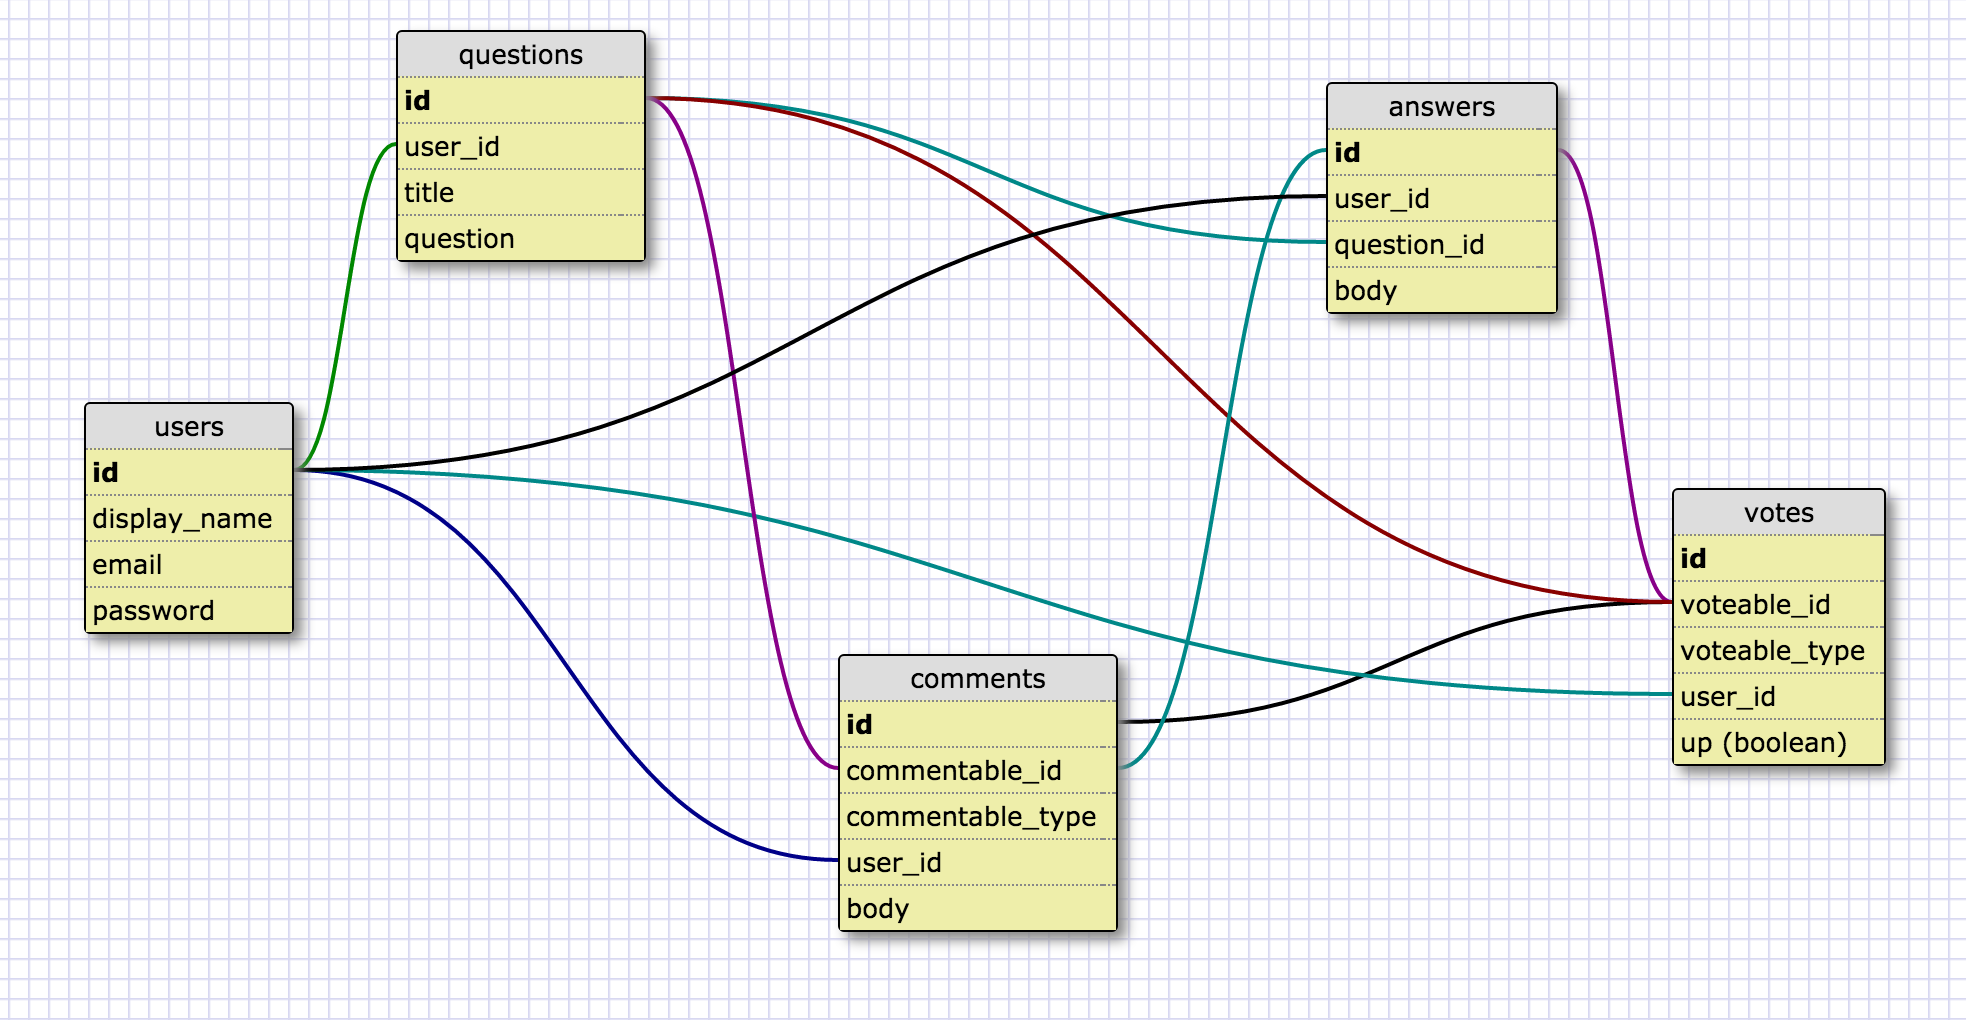 questions
id
user_id
title
question
answers
id
user_id
question_id
body
users
id
display_name
email
password
votes
id
voteable_id
voteable_type
user_id
up (boolean)
comments
id
commentable_id
commentable_type
user_id
body